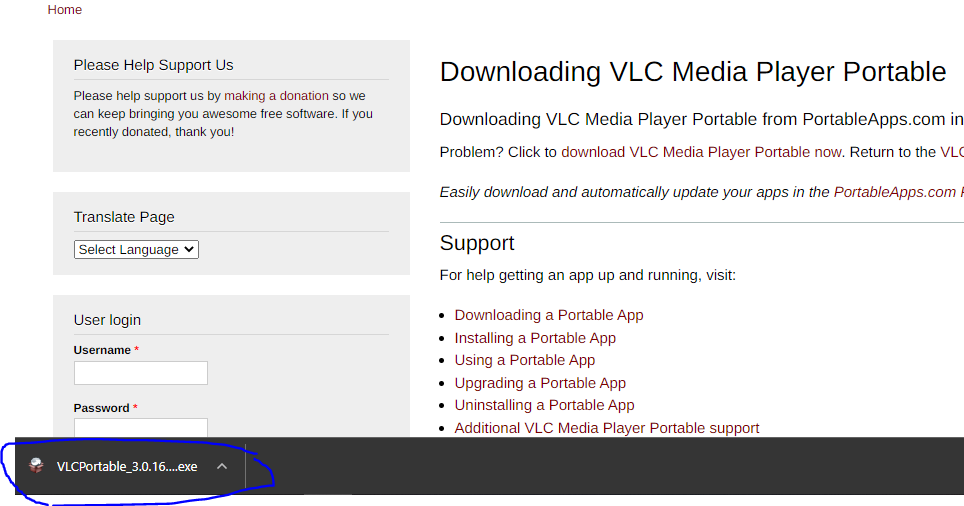 Home
Please Help Support Us
Please help support us by making a donation so we
can keep bringing you awesome free software. If you
recently donated, thank you!
Translate Page
Select Language
User login
Username *
Password *
Downloading VLC Media Player Portable
Downloading VLC Media Player Portable from PortableApps.com in
Problem? Click to download VLC Media Player Portable now. Return to the VLC
Easily download and automatically update your apps in the PortableApps.com
Support
For help getting an app up and running, visit:
Downloading a Portable App
Installing a Portable App
Using a Portable App
Upgrading a Portable App
Uninstalling a Portable App
Additional VLC Media Player Portable support
VLCPortable_3.0.16....exe